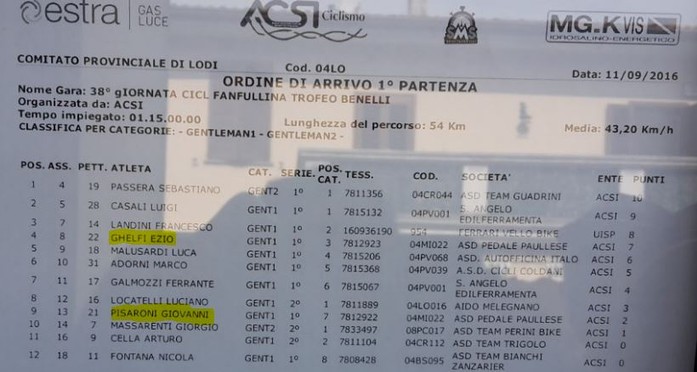 estra GAS LUCE
ACSI Ciclismo
MG.K VIS
IDROSALINO-ENERGETICO
COMITATO PROVINCIALE DI LODI Cod. 04LO Data: 11/09/2016
ORDINE DI ARRIVO 1° PARTENZA
Nome Gara: 38° gIORNATA CICL FANFULLINA TROFEO BENELLI
Organizzata da: ACSI
Tempo impiegato: 01.15.00.00 Lunghezza del percorso: 54 Km Media: 43,20 Km/h
CLASSIFICA PER CATEGORIE: - GENTLEMAN1 - GENTLEMAN2 -
POS. ASS. PETT. ATLETA CAT. SERIE. POS. CAT. TESS. COD. SOCIETA' ENTE PUNTI
1 4 19 PASSERA SEBASTIANO GENT2 1° 1 7811356 04CR044 ASD TEAM GUADRINI ACSI 10
2 5 28 CASALI LUIGI GENT1 1° 1 7815132 04PV001 S. ANGELO EDILFERRAMENTA ACSI 9
3 7 14 LANDINI FRANCESCO GENT1 1° 2 160936190 954 FERRARI VELLO BIKE UISP 8
4 8 22 GHELFI EZIO GENT1 1° 3 7812923 04MI022 ASD PEDALE PAULLESE ACSI 7
5 9 18 MALUSARDI LUCA GENT1 1° 4 7815206 04PV068 ASD. AUTOFFICINA ITALO ACSI 6
6 10 31 ADORNI MARCO GENT1 1° 5 7815368 04PV039 A.S.D. CICLI COLDANI ACSI 5
7 11 17 GALMOZZI FERRANTE GENT1 1° 6 7815067 04PV001 S. ANGELO EDILFERRAMENTA ACSI 4
8 12 16 LOCATELLI LUCIANO GENT1 2° 1 7811889 04LO016 AIDO MELEGNANO ACSI 3
9 13 21 PISARONI GIOVANNI GENT1 1° 7 7812922 04MI022 ASD PEDALE PAULLESE ACSI 2
10 14 7 MASSARENTI GIORGIO GENT2 1° 2 7833497 08PC017 ASD TEAM PERINI BIKE ACSI 1
11 16 9 CELLA ARTURO GENT1 2° 2 7811104 04CR112 ASD TEAM TRIGOLO ACSI 0
12 18 11 FONTANA NICOLA GENT1 1° 8 7808428 04BS095 ASD TEAM BIANCHI ZANZARIER ACSI 0